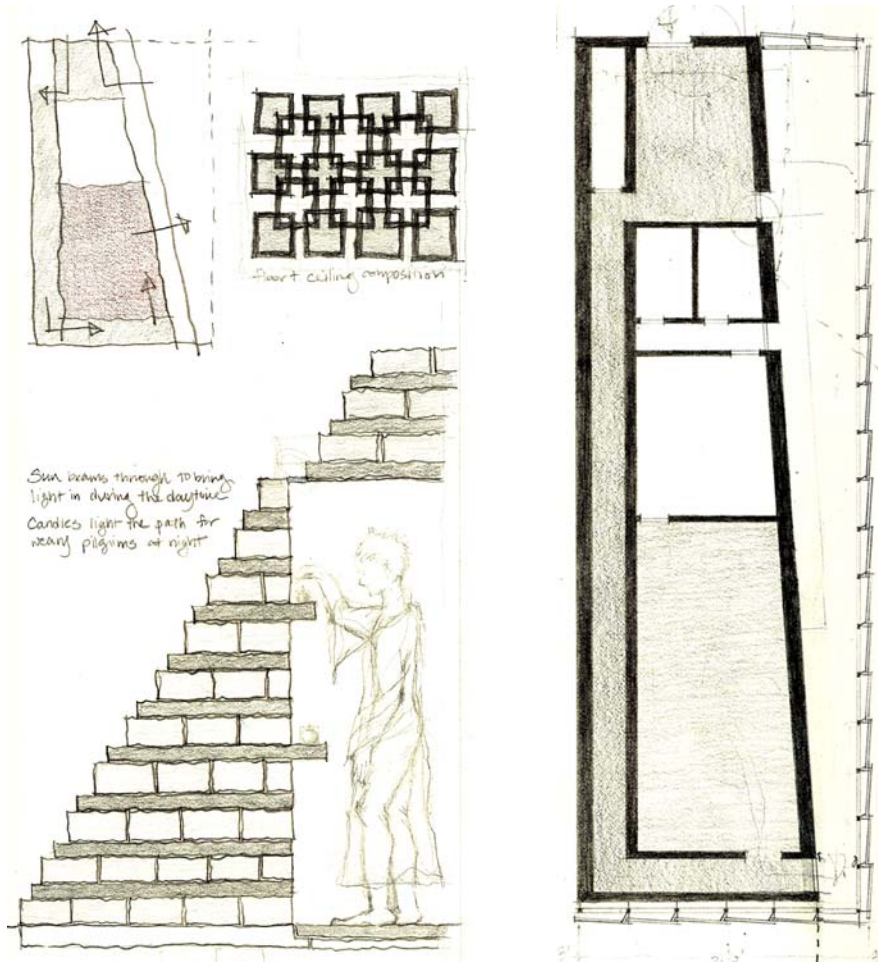 floor + ceiling composition
Sun beams through to bring
light in during the daytime
Candles light the path for
weary pilgrims at night